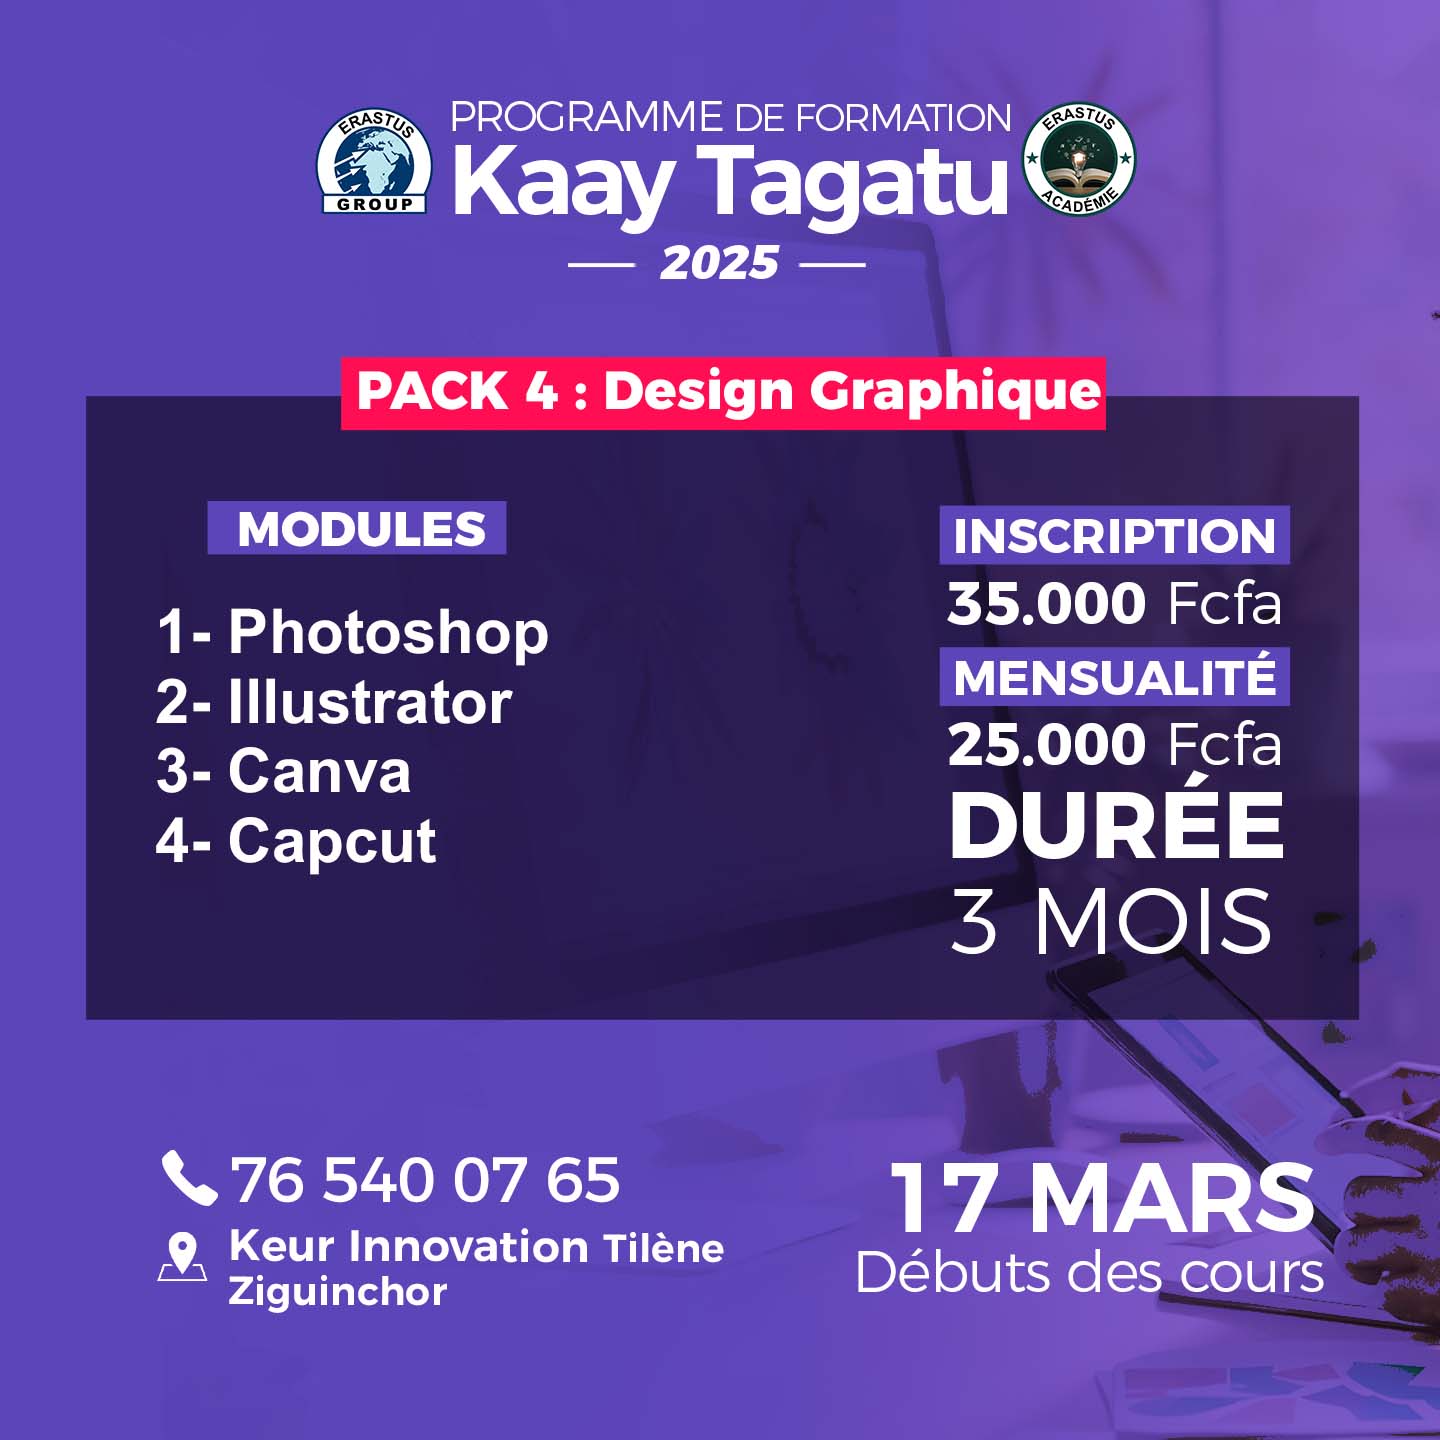 ERASTUS
GROUP
PROGRAMME DE FORMATION
Kaay Tagatu
2025
ERASTUS
ACADÉMIE
PACK 4 : Design Graphique
MODULES
1- Photoshop
2- Illustrator
3- Canva
4- Capcut
INSCRIPTION
35.000 Fcfa
MENSUALITÉ
25.000 Fcfa
DURÉE
3 MOIS
76 540 07 65
Keur Innovation Tilène
Ziguinchor
17 MARS
Débuts des cours